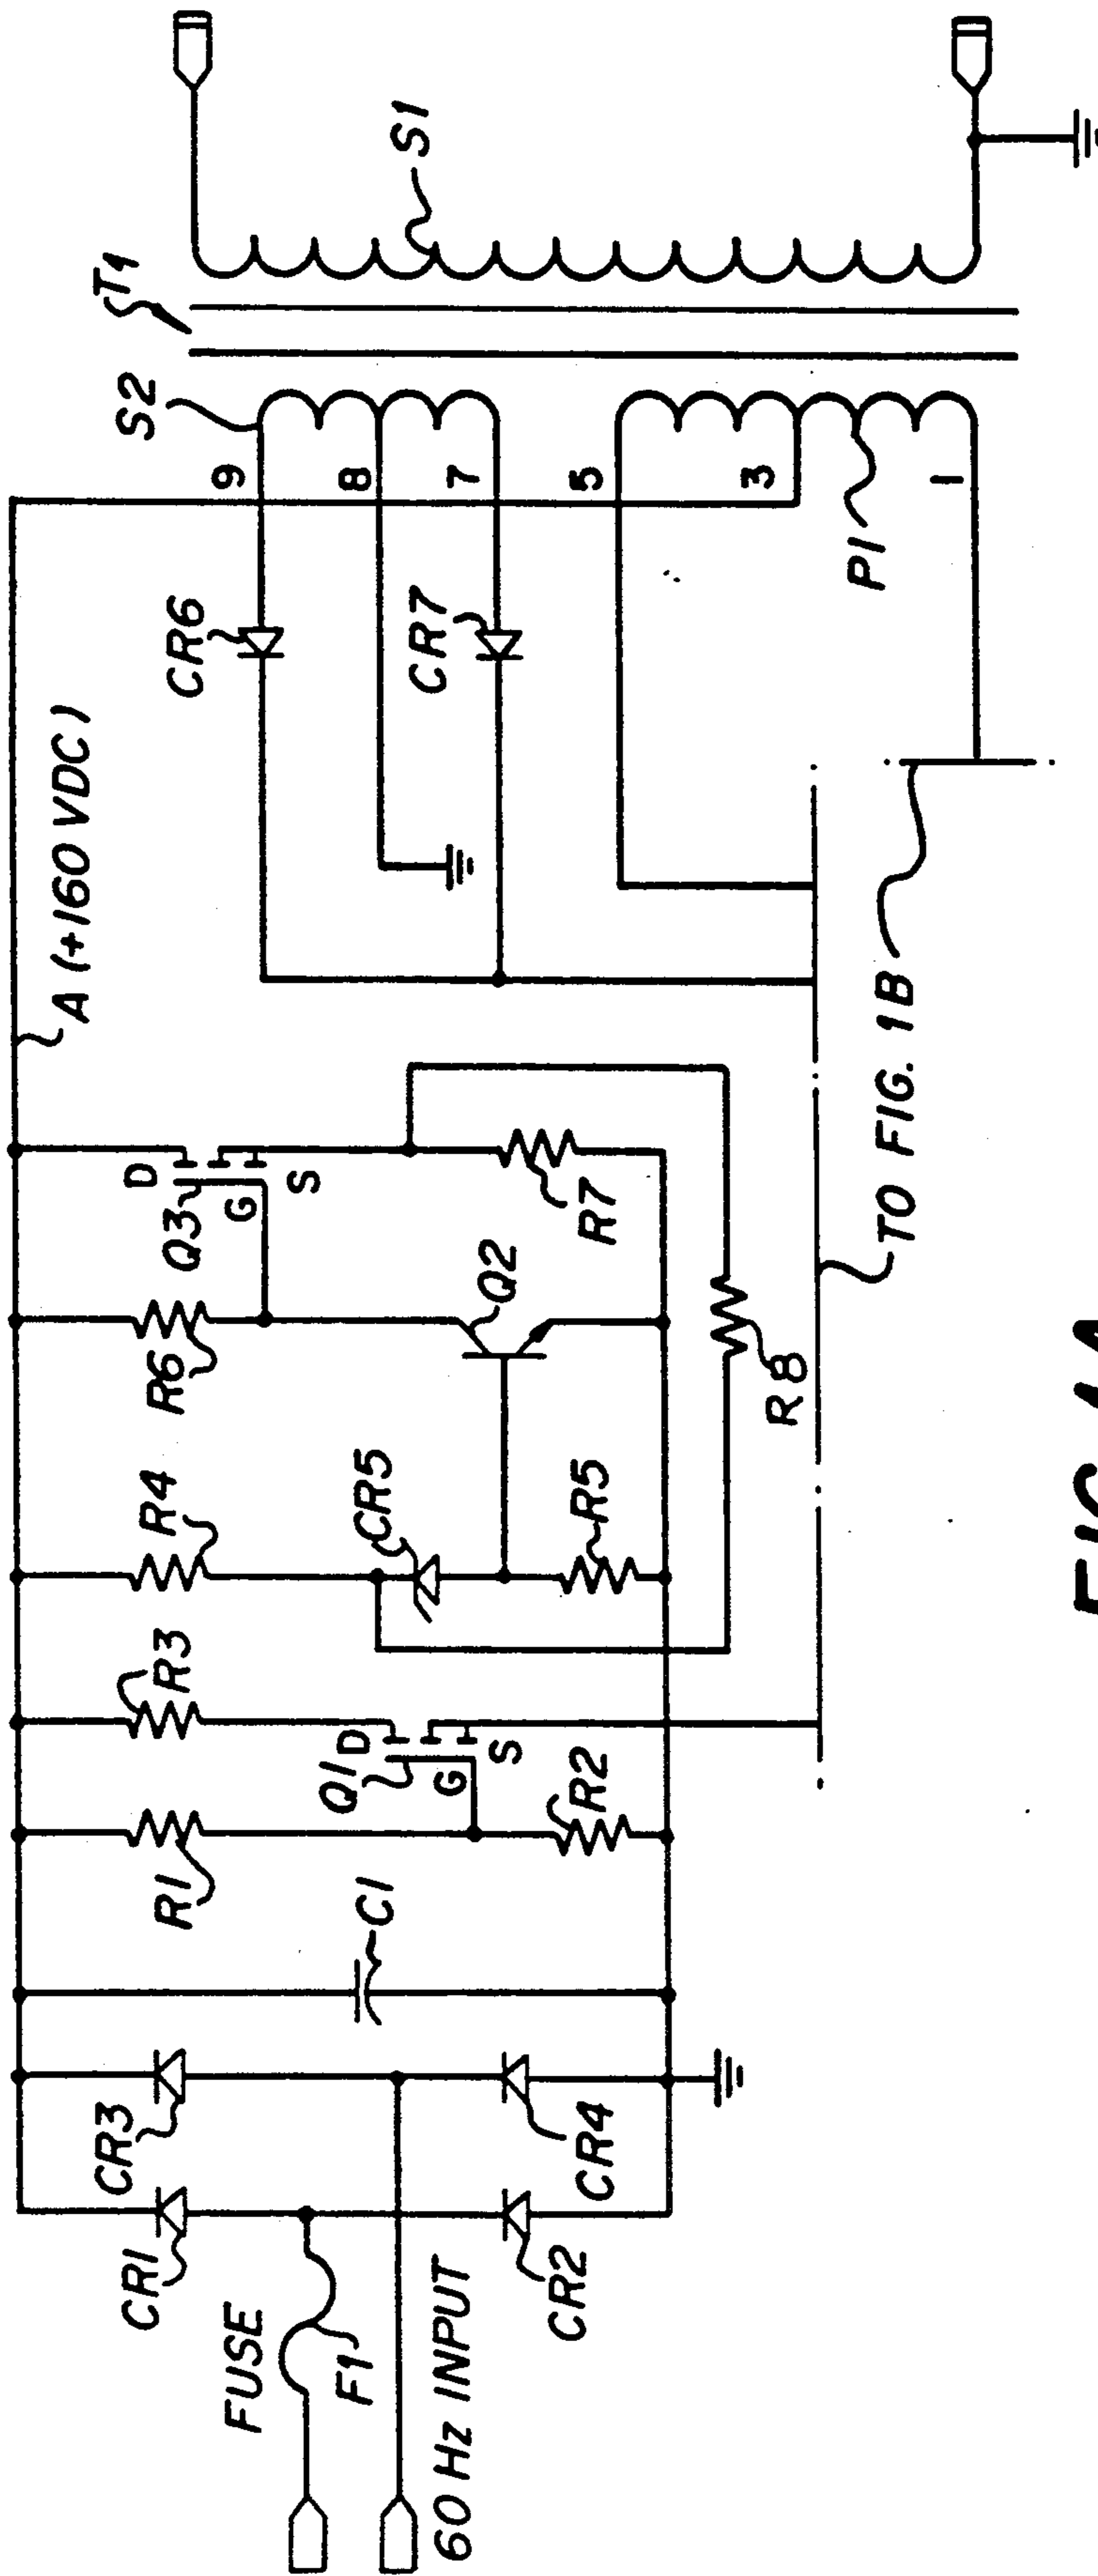 A (+160 VDC)
T1
S2
S1
9
8
7
5
3
1
P1
CR6
CR7
FUSE
F1
60 Hz INPUT
CR1
CR3
CR2
CR4
C1
R1
R2
R3
Q1
D
G
S
R4
CR5
R5
R6
Q2
Q3
D
G
S
R7
R8
TO FIG. 1B